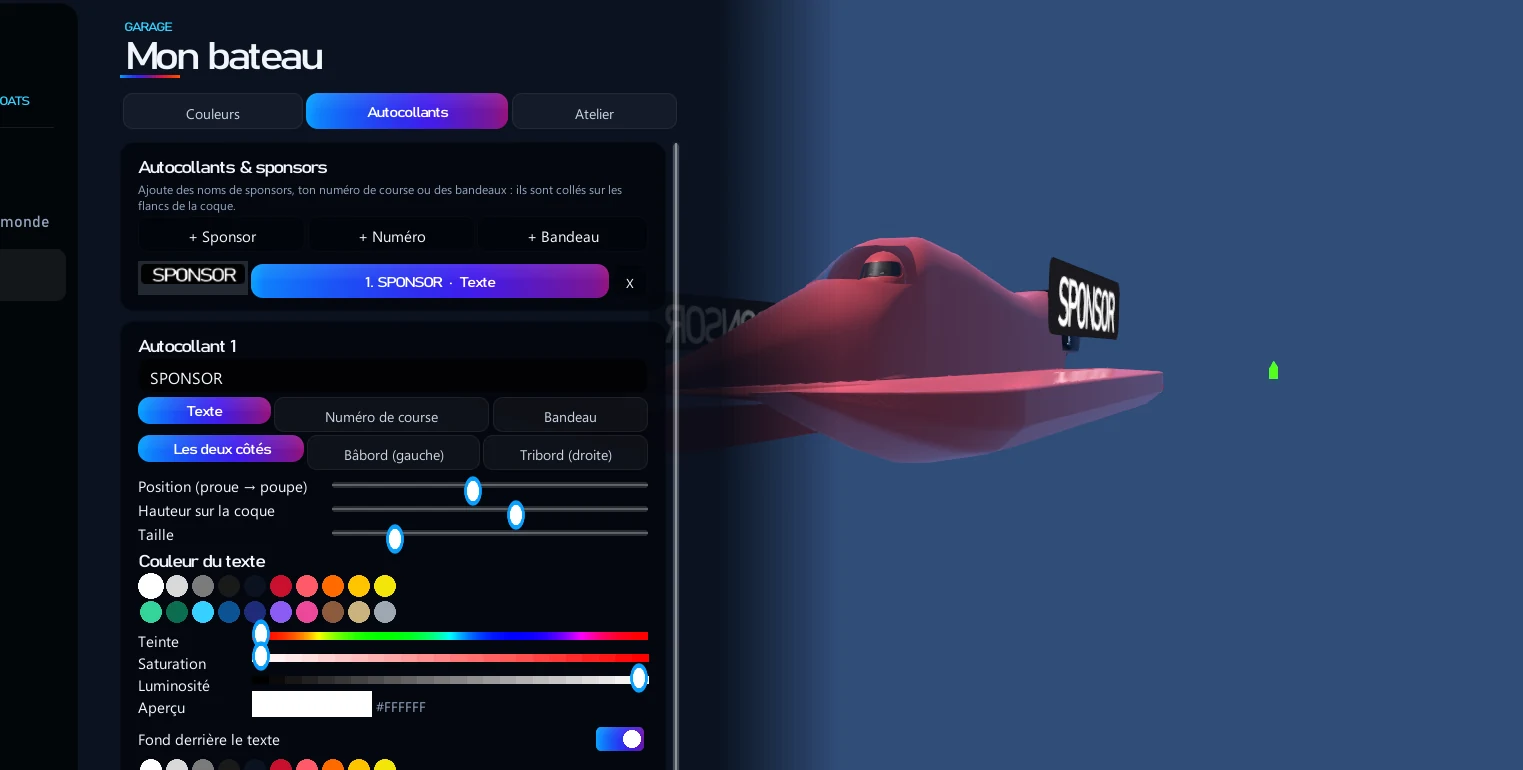 GARAGE
Mon bateau
OATS
Couleurs
Autocollants
Atelier
Autocollants & sponsors
Ajoute des noms de sponsors, ton numéro de course ou des bandeaux : ils sont collés sur les
flancs de la coque.
monde
+ Sponsor
+ Numéro
+ Bandeau
SPONSOR
1. SPONSOR · Texte
X
SPONSOR
SPONSOR
Autocollant 1
SPONSOR
Texte
Numéro de course
Bandeau
Les deux côtés
Bâbord (gauche)
Tribord (droite)
Position (proue → poupe)
Hauteur sur la coque
Taille
Couleur du texte
Teinte
Saturation
Luminosité
Aperçu
#FFFFFF
Fond derrière le texte